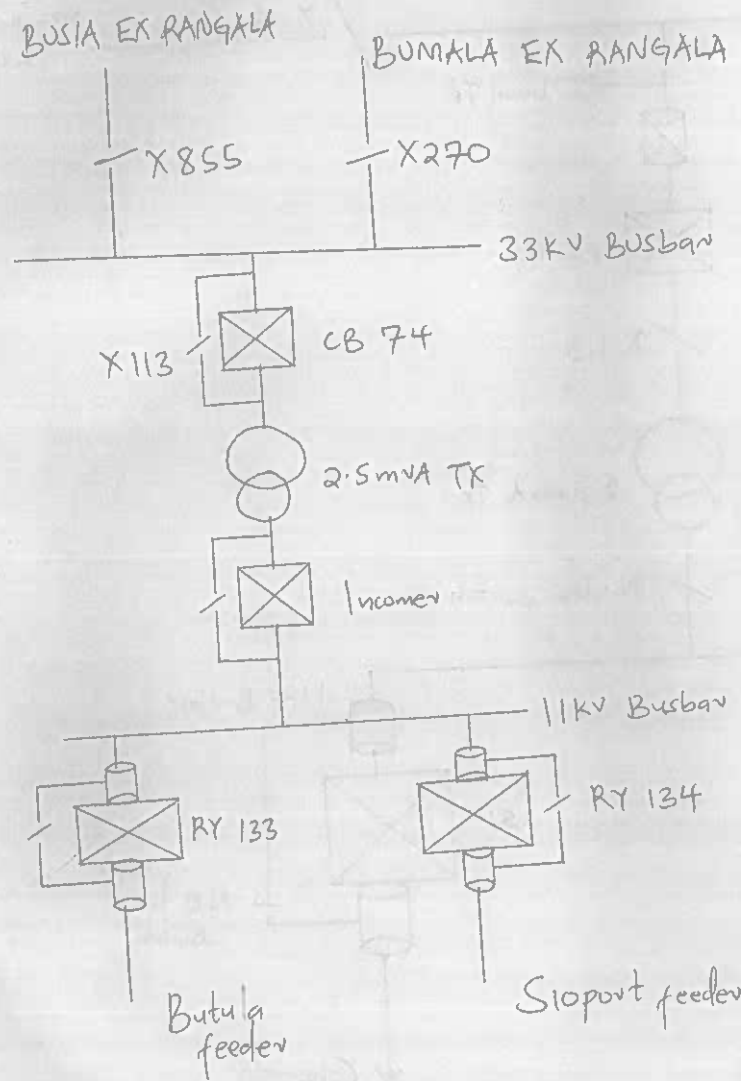 BUSIA EX RANGALA
BUMALA EX RANGALA
X855
X270
33KV Busbar
X113
CB 74
2.5mVA TX
Incomer
11KV Busbar
RY 133
RY 134
Butula
feeder
Sioport feeder